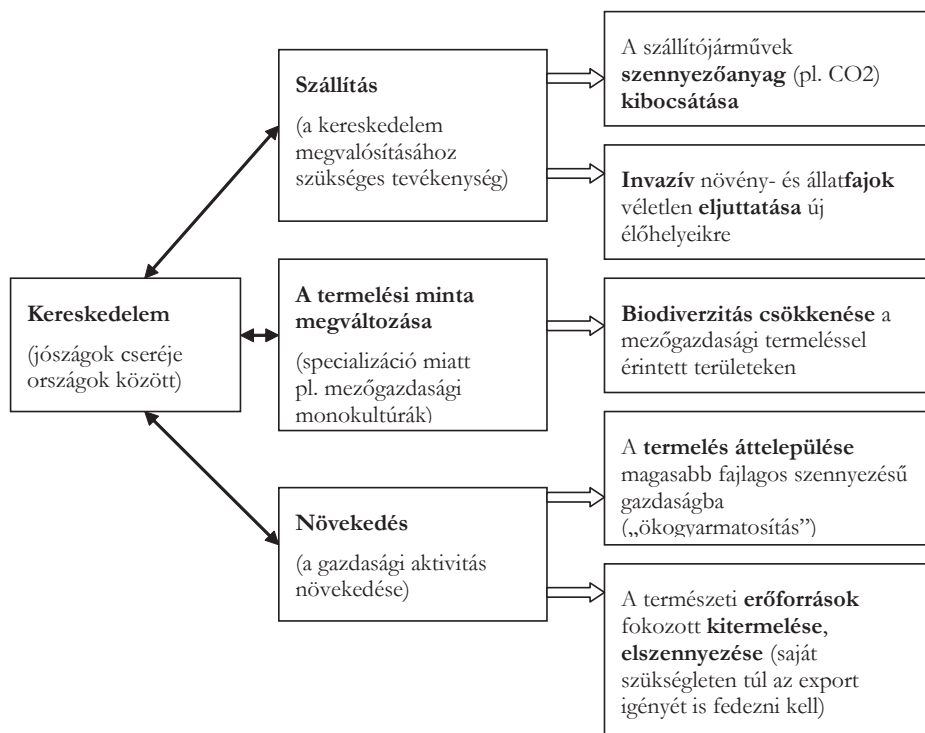 Kereskedelem
(jószágok cseréje
országok között)
Szállítás
(a kereskedelem
megvalósításához
szükséges tevékenység)
A szállítójárművek
szennyezőanyag (pl. CO2)
kibocsátása
Invazív növény- és állatfajok
véletlen eljuttatása új
élőhelyeikre
A termelési minta
megváltozása
(specializáció miatt
pl. mezőgazdasági
monokultúrák)
Biodiverzitás csökkenése a
mezőgazdasági termeléssel
érintett területeken
Növekedés
(a gazdasági aktivitás
növekedése)
A termelés áttelepülése
magasabb fajlagos szennyezésű
gazdaságba
(„ökogyarmatosítás”)
A természeti erőforrások
fokozott kitermelése,
elszennyezése (saját
szükségleten túl az export
igényét is fedezni kell)